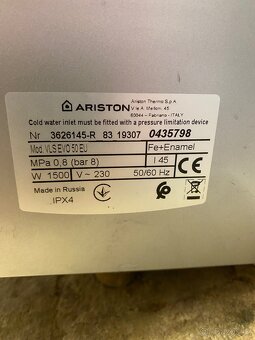 ARISTON
Ariston Thermo S.p.A.
V.le A. Merloni, 45
60044 - Fabriano - ITALY
Cold water inlet must be fitted with a pressure limitation device
Nr 3626145-R 83 19307 0435798
Mod. VLS EVO 50 EU Fe+Enamel
MPa 0,8 (bar 8) l 45 CE
W 1500 V ~ 230 50/60 Hz
Made in Russia
IPX4